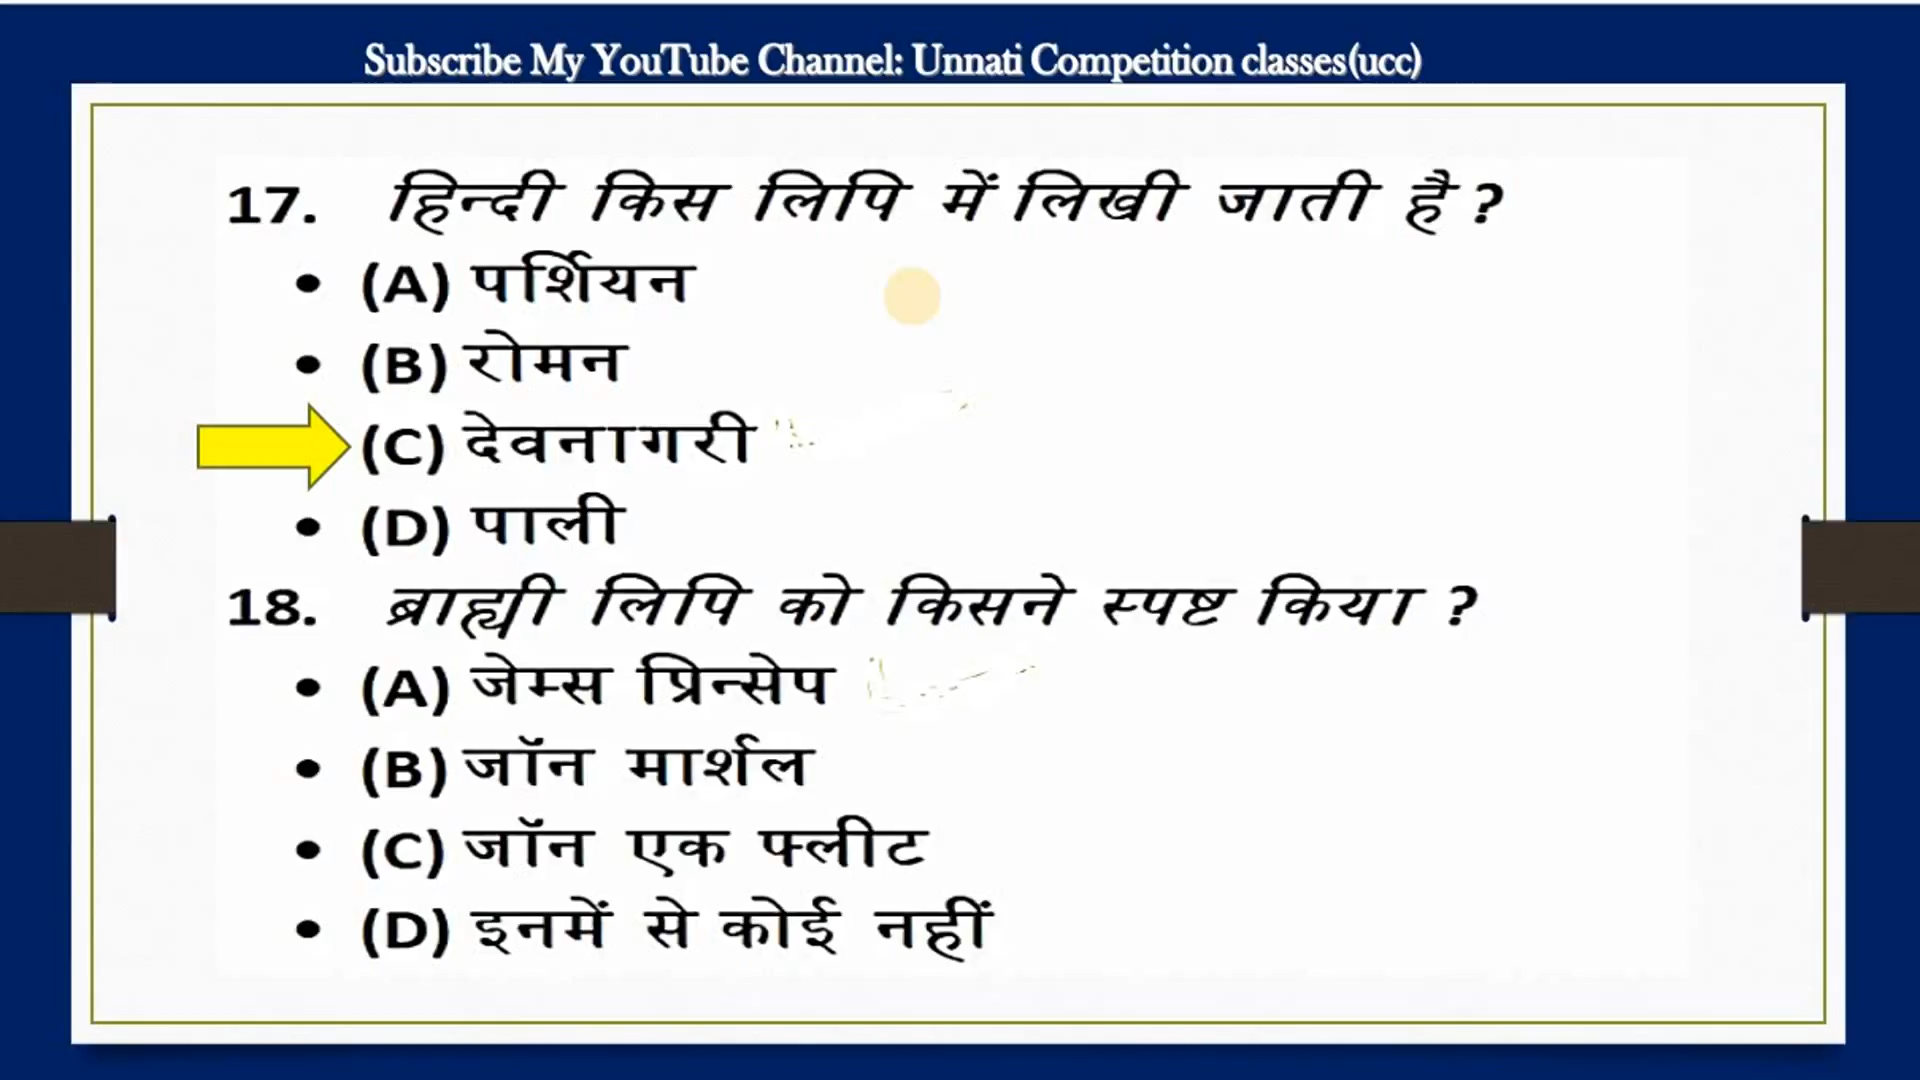 Subscribe My YouTube Channel: Unnati Competition classes(ucc)
17. हिन्दी किस लिपि में लिखी जाती है ?
• (A) पर्शियन
• (B) रोमन
(C) देवनागरी
• (D) पाली
18. ब्राह्मी लिपि को किसने स्पष्ट किया ?
• (A) जेम्स प्रिन्सेप
• (B) जॉन मार्शल
• (C) जॉन एक फ्लीट
• (D) इनमें से कोई नहीं